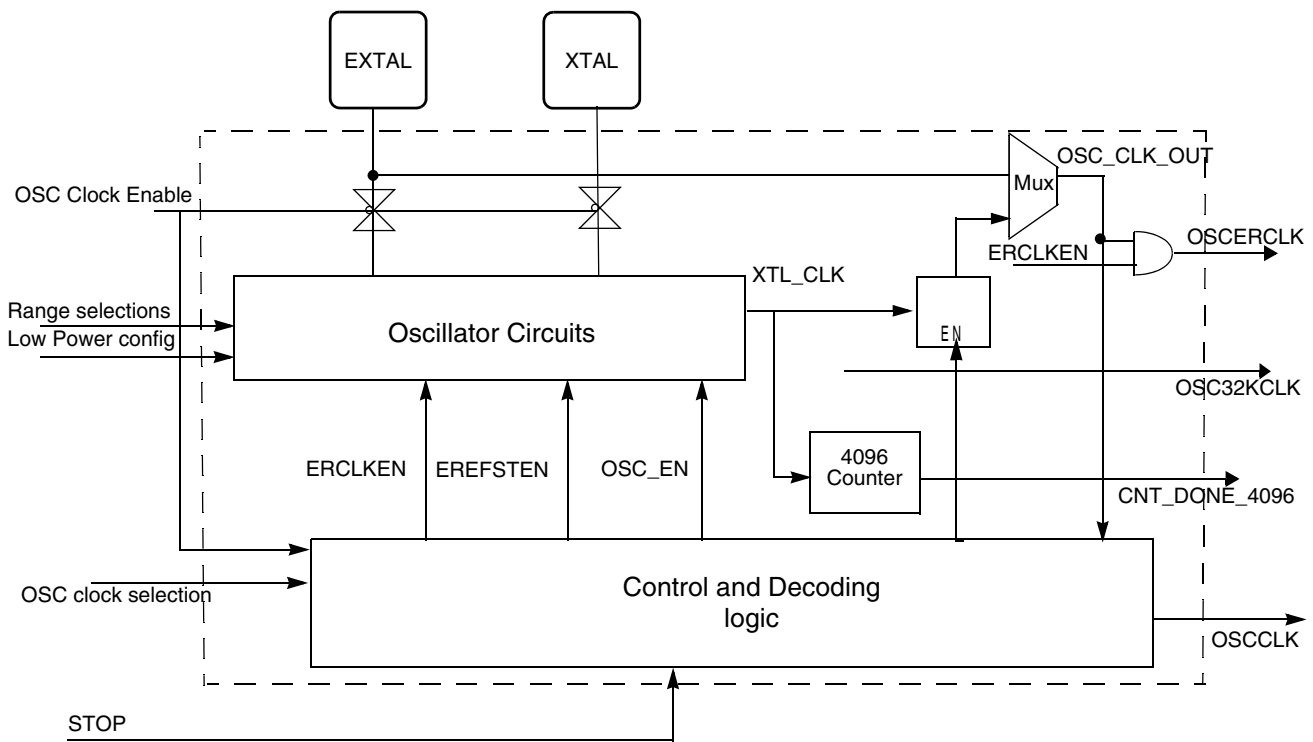 EXTAL
XTAL
OSC_CLK_OUT
Mux
OSC Clock Enable
ERCLKEN
OSCERCLK
XTL_CLK
Range selections
Low Power config
Oscillator Circuits
EN
OSC32KCLK
ERCLKEN
EREFSTEN
OSC_EN
4096
Counter
CNT_DONE_4096
Control and Decoding
logic
OSC clock selection
OSCCLK
STOP